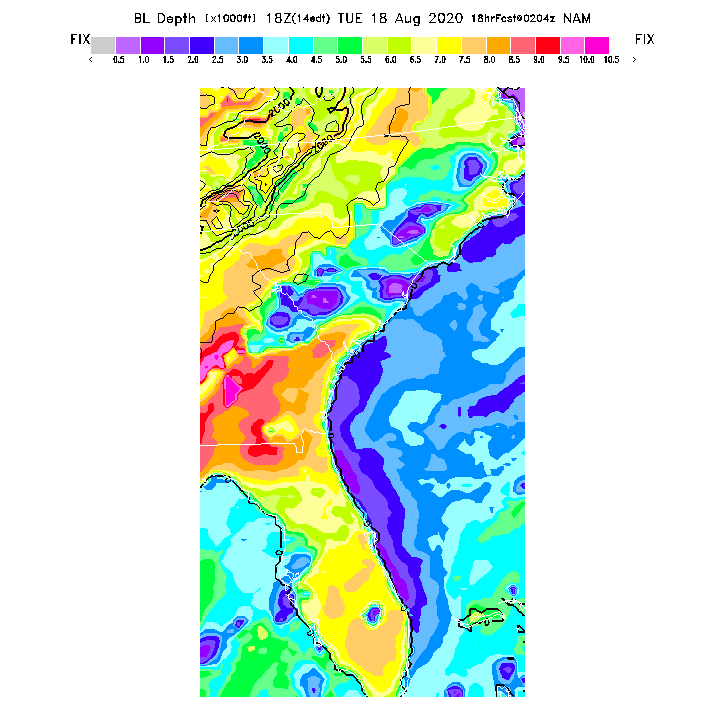 BL Depth (x1000ft) 18Z(14edt) TUE 18 Aug 2020 18hrFcst@0204z NAM
FIX FIX
< 0.5 1.0 1.5 2.0 2.5 3.0 3.5 4.0 4.5 5.0 5.5 6.0 6.5 7.0 7.5 8.0 8.5 9.0 9.5 10.0 10.5 >
2000
2000